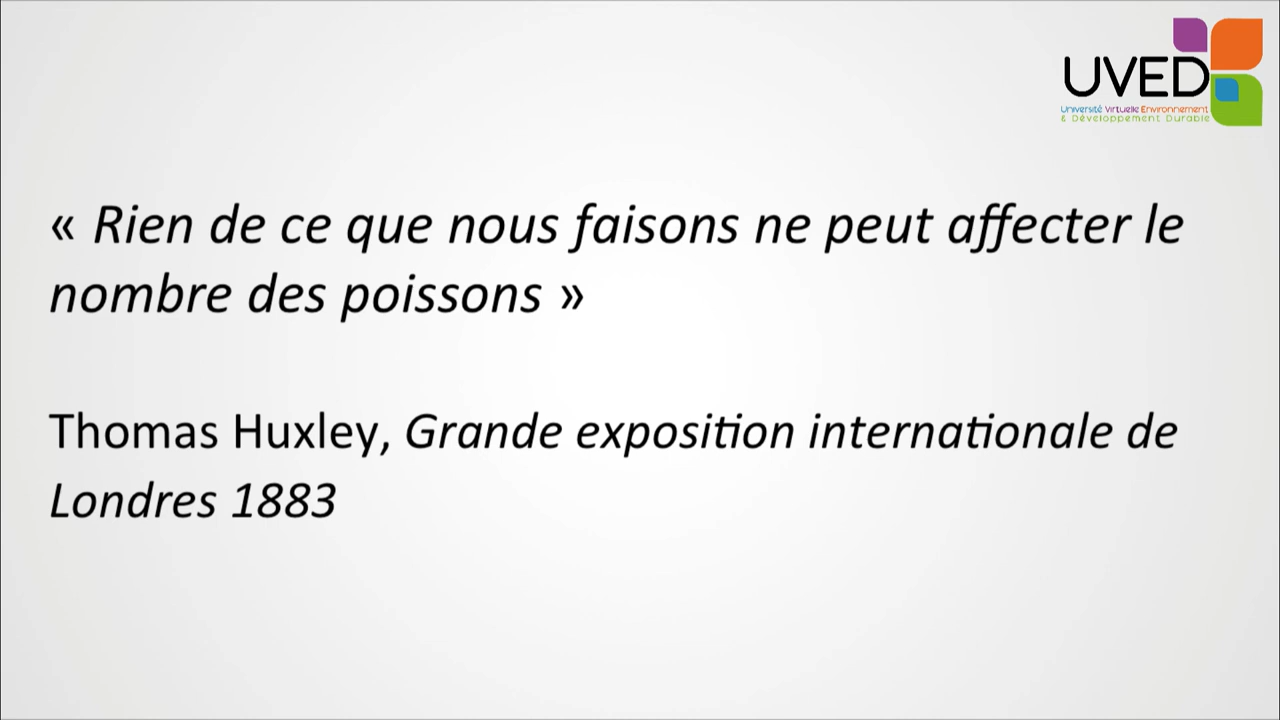 UVED
Université Virtuelle Environnement
& Développement Durable
« Rien de ce que nous faisons ne peut affecter le
nombre des poissons »
Thomas Huxley, Grande exposition internationale de
Londres 1883